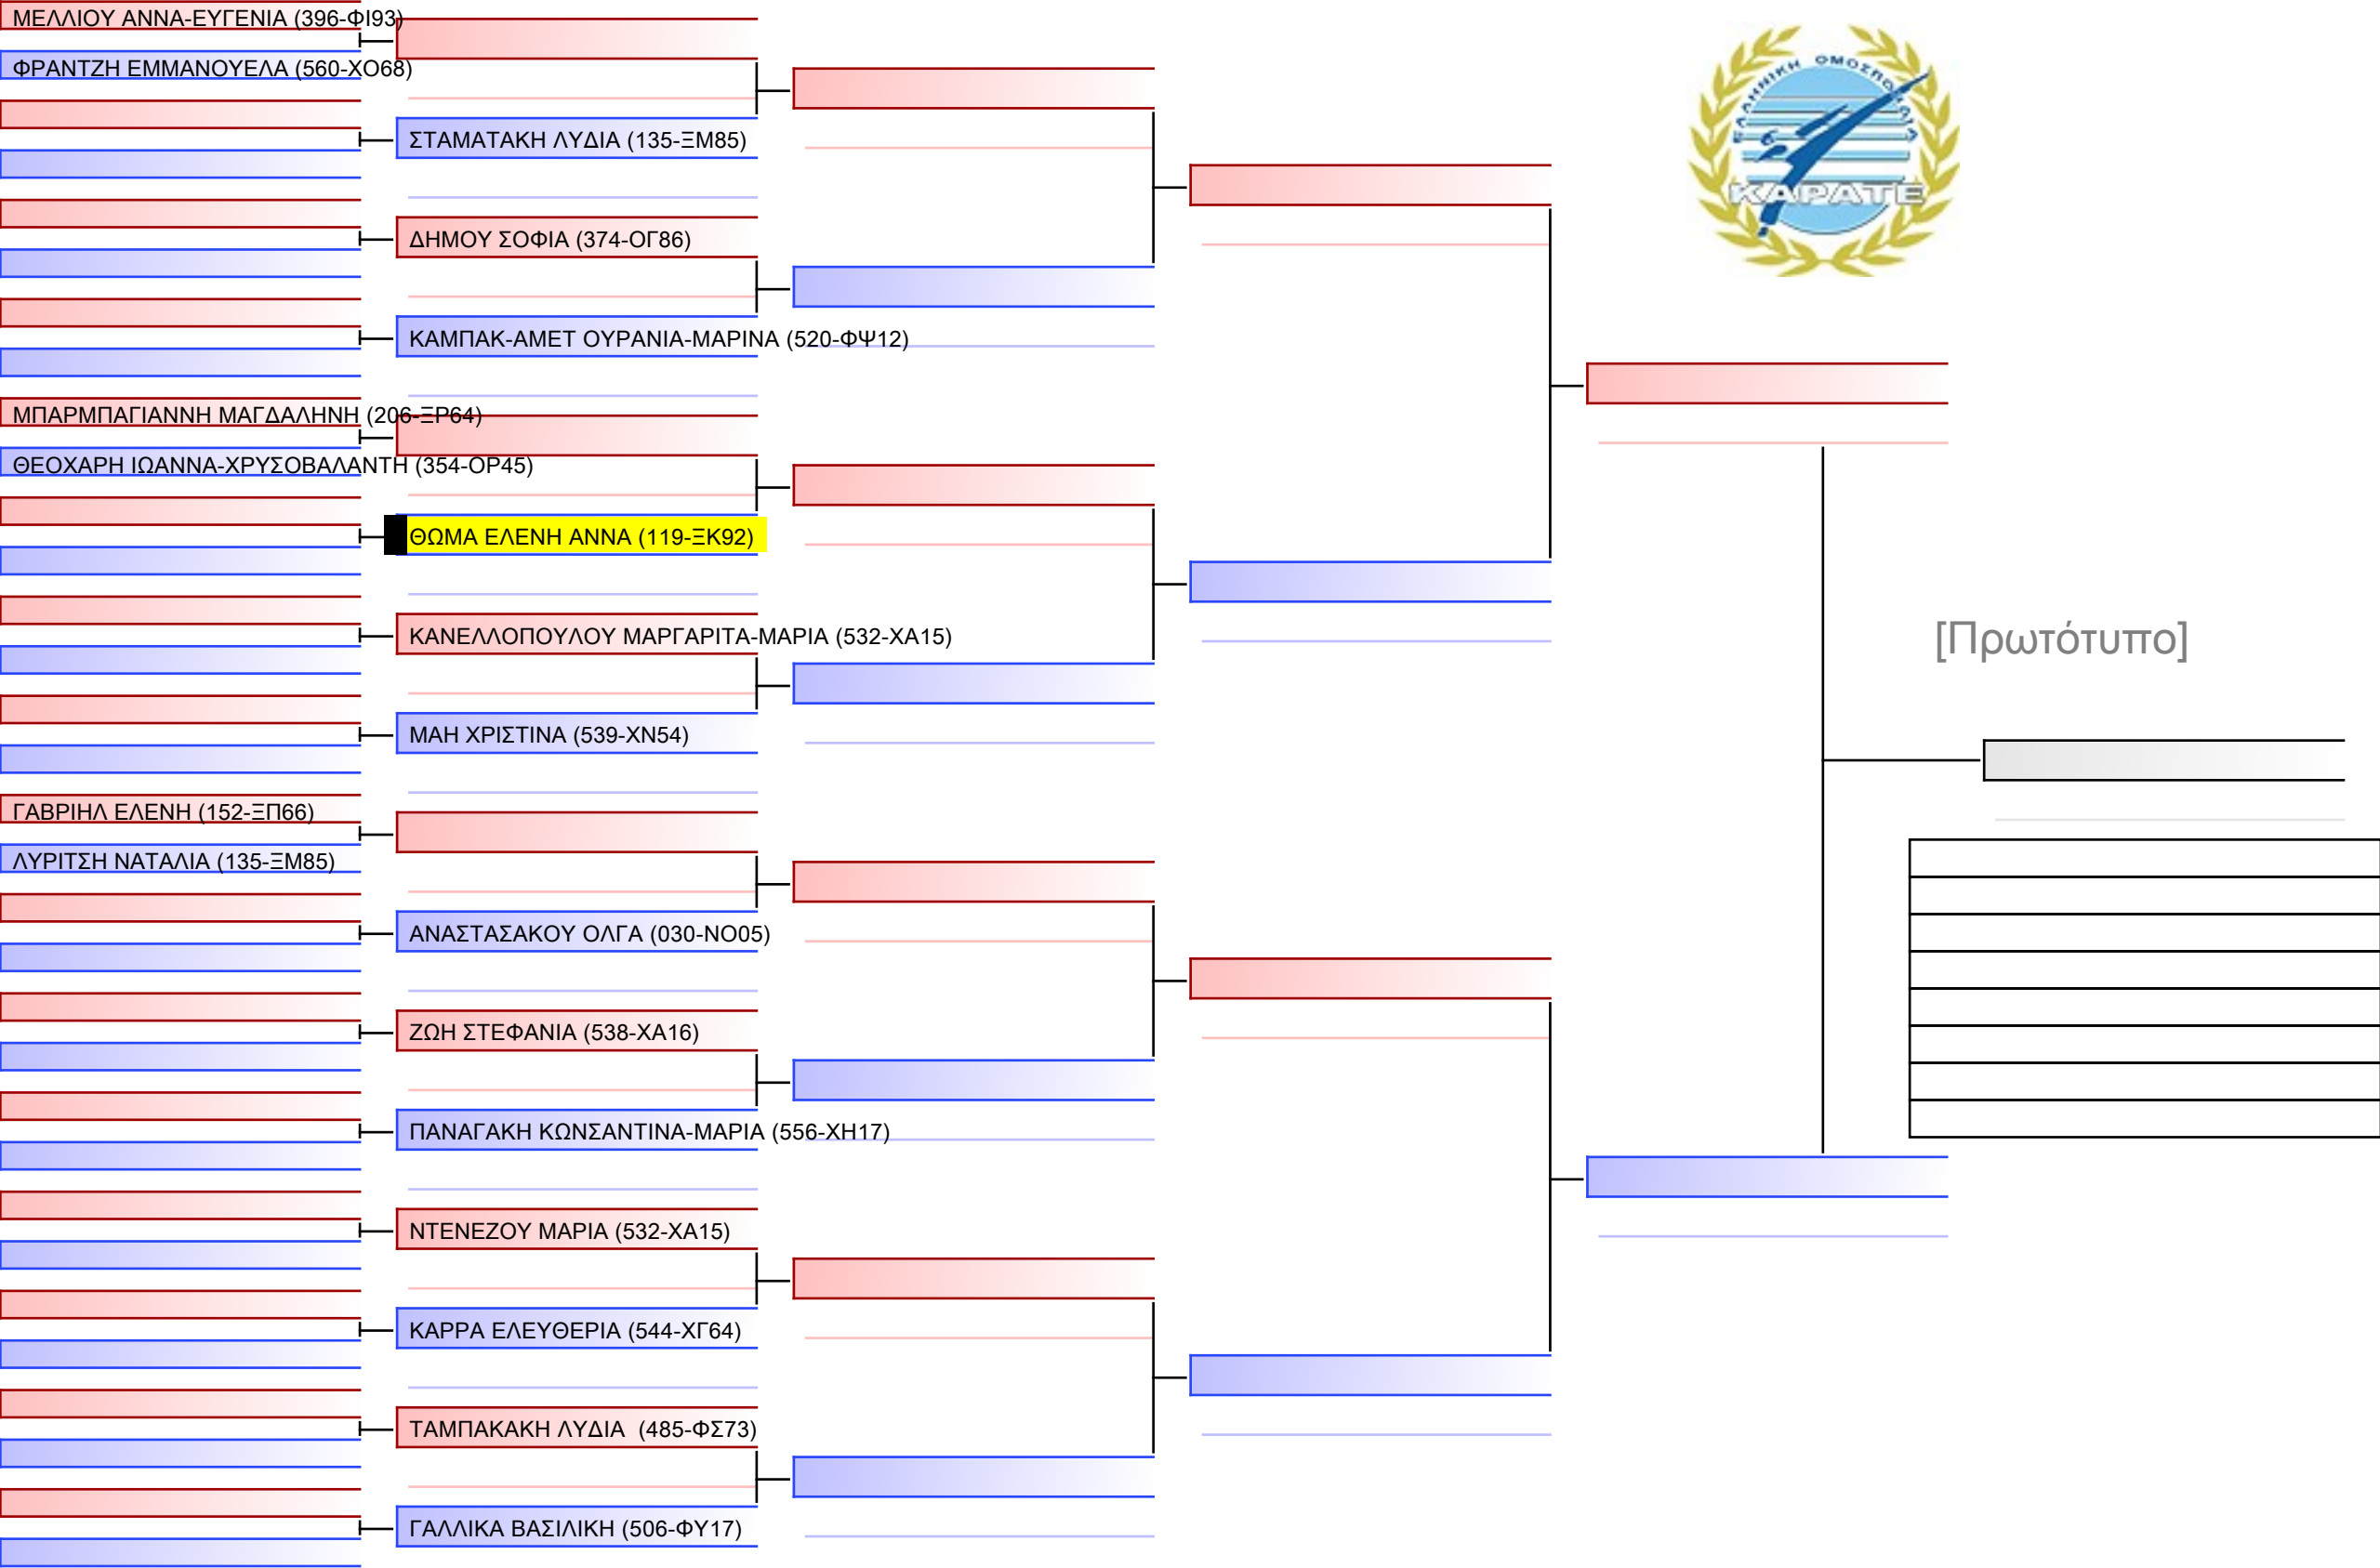 ΜΕΛΛΙΟΥ ΑΝΝΑ-ΕΥΓΕΝΙΑ (396-ΦΙ93)
ΦΡΑΝΤΖΗ ΕΜΜΑΝΟΥΕΛΑ (560-ΧΟ68)
ΕΛΛΗΝΙΚΗ ΟΜΟΣΠΟΝΔΙΑ
ΚΑΡΑΤΕ
ΣΤΑΜΑΤΑΚΗ ΛΥΔΙΑ (135-ΞΜ85)
ΔΗΜΟΥ ΣΟΦΙΑ (374-ΟΓ86)
ΚΑΜΠΑΚ-ΑΜΕΤ ΟΥΡΑΝΙΑ-ΜΑΡΙΝΑ (520-ΦΨ12)
ΜΠΑΡΜΠΑΓΙΑΝΝΗ ΜΑΓΔΑΛΗΝΗ (206-ΞΡ64)
ΘΕΟΧΑΡΗ ΙΩΑΝΝΑ-ΧΡΥΣΟΒΑΛΑΝΤΗ (354-ΟΡ45)
ΘΩΜΑ ΕΛΕΝΗ ΑΝΝΑ (119-ΞΚ92)
ΚΑΝΕΛΛΟΠΟΥΛΟΥ ΜΑΡΓΑΡΙΤΑ-ΜΑΡΙΑ (532-ΧΑ15)
[Πρωτότυπο]
ΜΑΗ ΧΡΙΣΤΙΝΑ (539-ΧΝ54)
ΓΑΒΡΙΗΛ ΕΛΕΝΗ (152-ΞΠ66)
ΛΥΡΙΤΣΗ ΝΑΤΑΛΙΑ (135-ΞΜ85)
ΑΝΑΣΤΑΣΑΚΟΥ ΟΛΓΑ (030-ΝΟ05)
ΖΩΗ ΣΤΕΦΑΝΙΑ (538-ΧΑ16)
ΠΑΝΑΓΑΚΗ ΚΩΝΣΑΝΤΙΝΑ-ΜΑΡΙΑ (556-ΧΗ17)
ΝΤΕΝΕΖΟΥ ΜΑΡΙΑ (532-ΧΑ15)
ΚΑΡΡΑ ΕΛΕΥΘΕΡΙΑ (544-ΧΓ64)
ΤΑΜΠΑΚΑΚΗ ΛΥΔΙΑ (485-ΦΣ73)
ΓΑΛΛΙΚΑ ΒΑΣΙΛΙΚΗ (506-ΦΥ17)